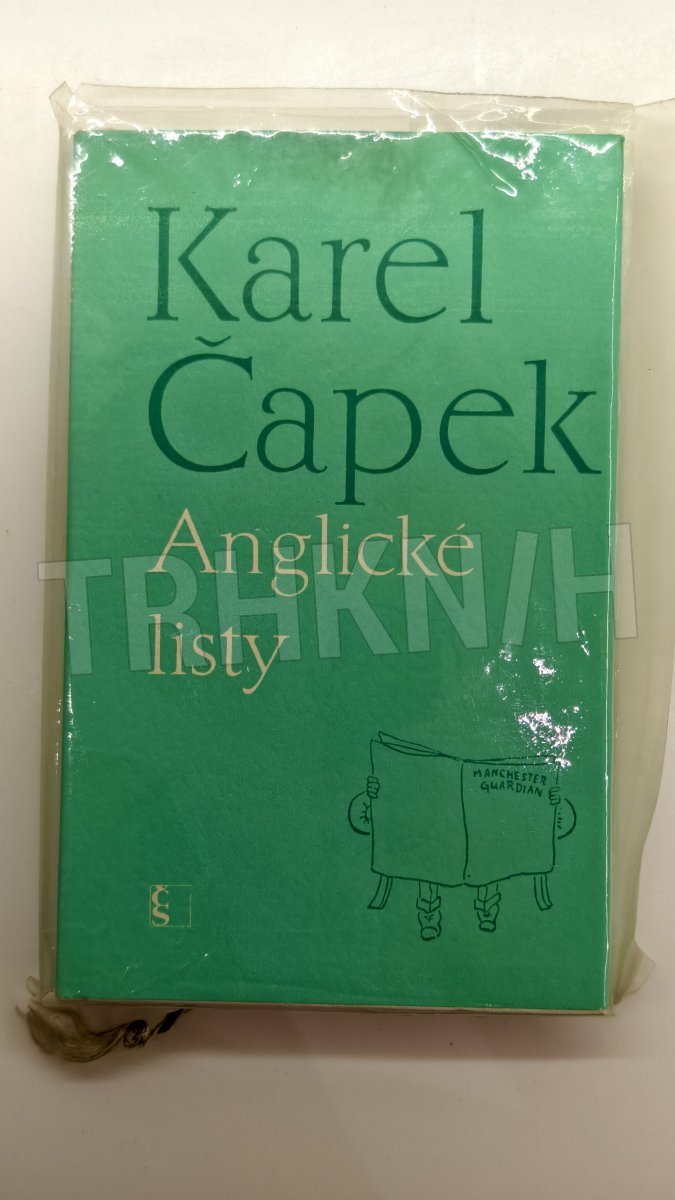 Karel
Čapek
Anglické
listy
TRHKNIH
MANCHESTER
GUARDIAN
ČS